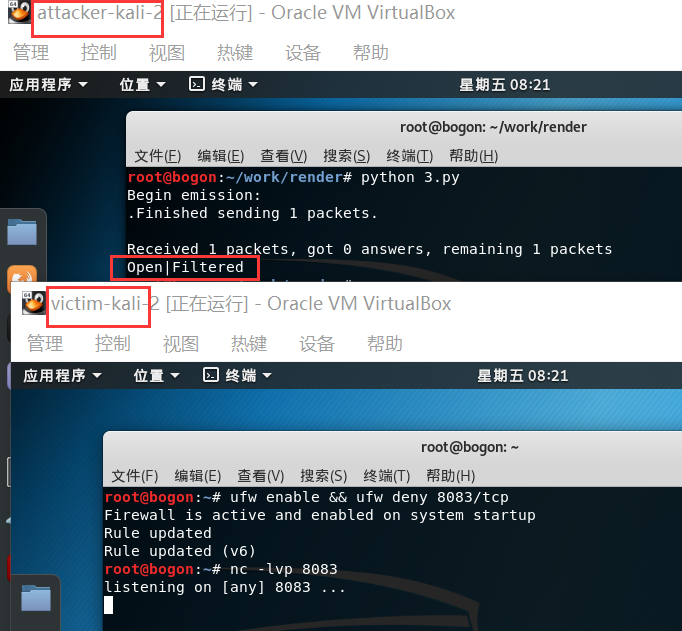 attacker-kali-2 [正在运行] - Oracle VM VirtualBox
管理 控制 视图 热键 设备 帮助
应用程序 位置 终端 星期五 08:21
root@bogon: ~/work/render
文件(F) 编辑(E) 查看(V) 搜索(S) 终端(T) 帮助(H)
root@bogon:~/work/render# python 3.py
Begin emission:
.Finished sending 1 packets.
Received 1 packets, got 0 answers, remaining 1 packets
Open|Filtered
victim-kali-2 [正在运行] - Oracle VM VirtualBox
管理 控制 视图 热键 设备 帮助
应用程序 位置 终端 星期五 08:21
root@bogon: ~
文件(F) 编辑(E) 查看(V) 搜索(S) 终端(T) 帮助(H)
root@bogon:~# ufw enable && ufw deny 8083/tcp
Firewall is active and enabled on system startup
Rule updated
Rule updated (v6)
root@bogon:~# nc -lvp 8083
listening on [any] 8083 ...